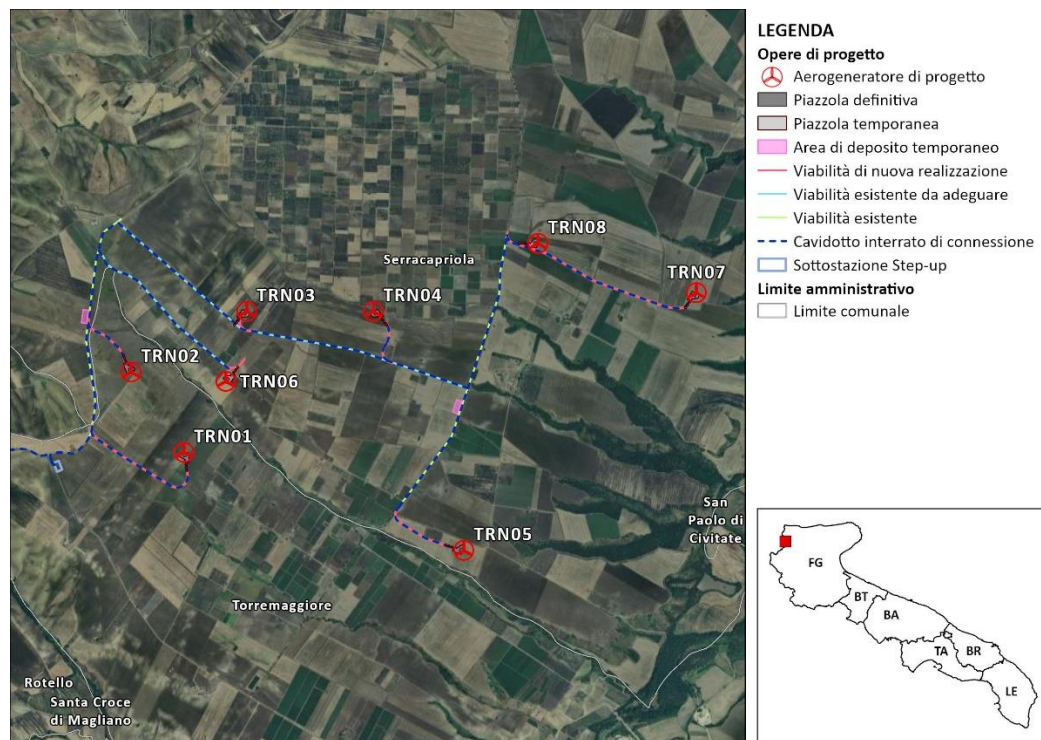 TRN08
Serracapriola
TRN07
TRN03
TRN04
TRN02
TRN06
TRN01
San
Paolo di
Civitate
TRN05
Torremaggiore
Rotello
Santa Croce
di Magliano
LEGENDA
Opere di progetto
Aerogeneratore di progetto
Piazzola definitiva
Piazzola temporanea
Area di deposito temporaneo
Viabilità di nuova realizzazione
Viabilità esistente da adeguare
Viabilità esistente
Cavidotto interrato di connessione
Sottostazione Step-up
Limite amministrativo
Limite comunale
FG
BT
BA
TA
BR
LE